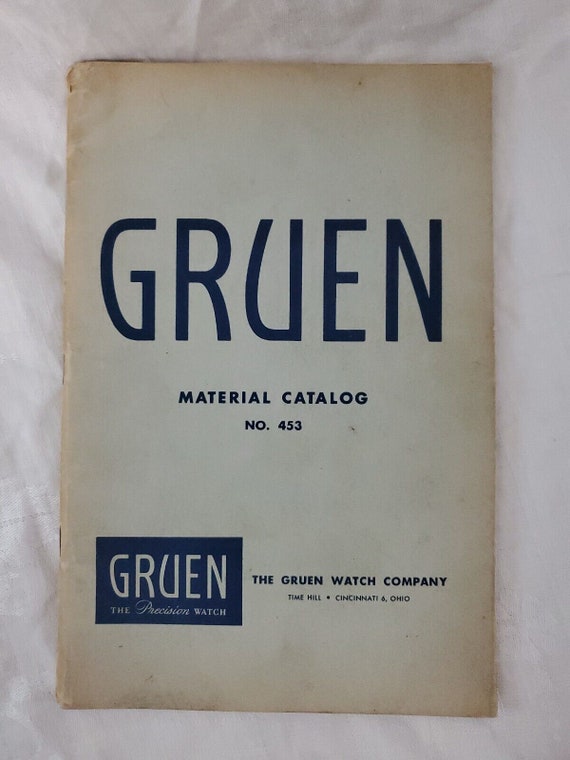 GRUEN
MATERIAL CATALOG
NO. 453
GRUEN
THE Precision WATCH
THE GRUEN WATCH COMPANY
TIME HILL • CINCINNATI 6, OHIO